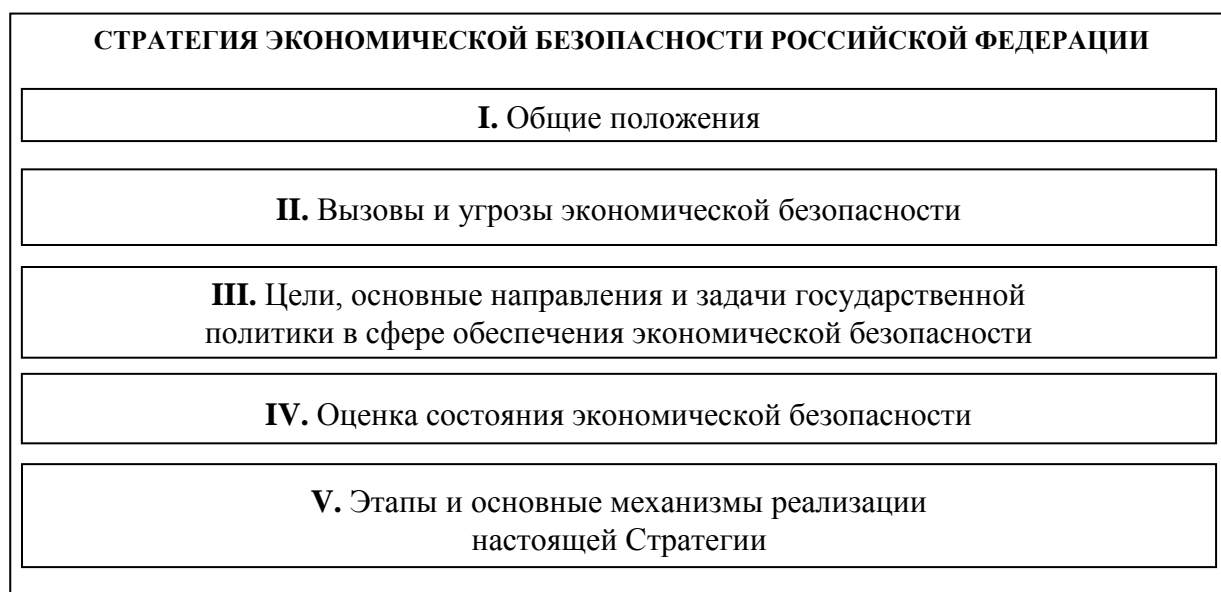 СТРАТЕГИЯ ЭКОНОМИЧЕСКОЙ БЕЗОПАСНОСТИ РОССИЙСКОЙ ФЕДЕРАЦИИ
I. Общие положения
II. Вызовы и угрозы экономической безопасности
III. Цели, основные направления и задачи государственной
политики в сфере обеспечения экономической безопасности
IV. Оценка состояния экономической безопасности
V. Этапы и основные механизмы реализации
настоящей Стратегии